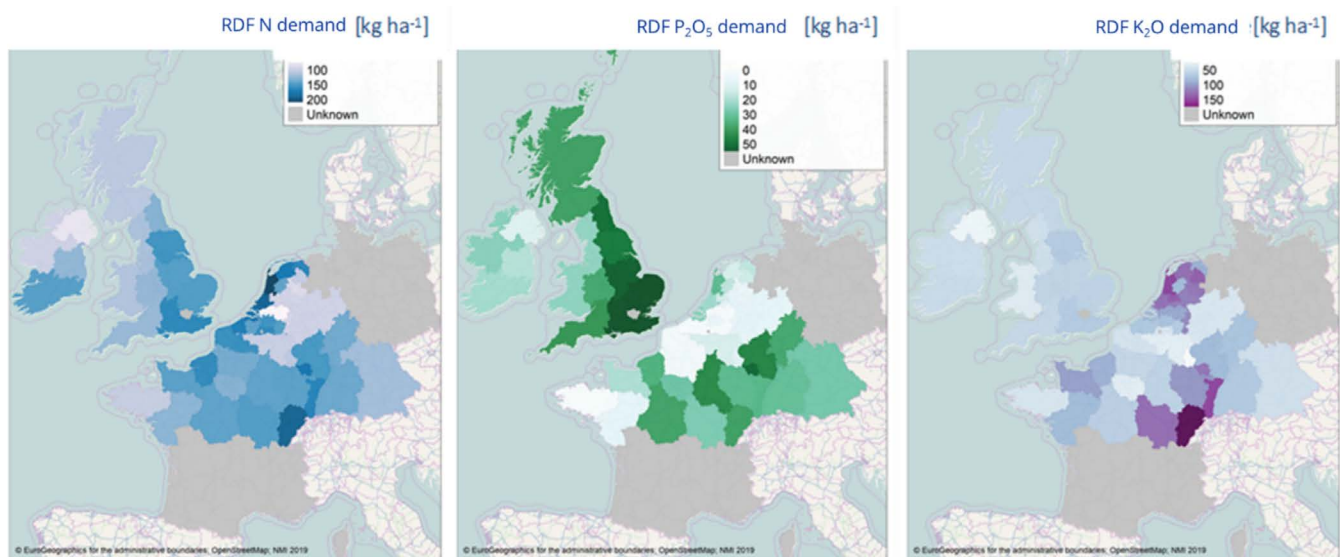 RDF N demand [kg ha⁻¹]
100
150
200
Unknown
© EuroGeographics for the administrative boundaries; OpenStreetMap; NMI 2019
RDF P₂O₅ demand [kg ha⁻¹]
0
10
20
30
40
50
Unknown
© EuroGeographics for the administrative boundaries; OpenStreetMap; NMI 2019
RDF K₂O demand [kg ha⁻¹]
50
100
150
Unknown
© EuroGeographics for the administrative boundaries; OpenStreetMap; NMI 2019